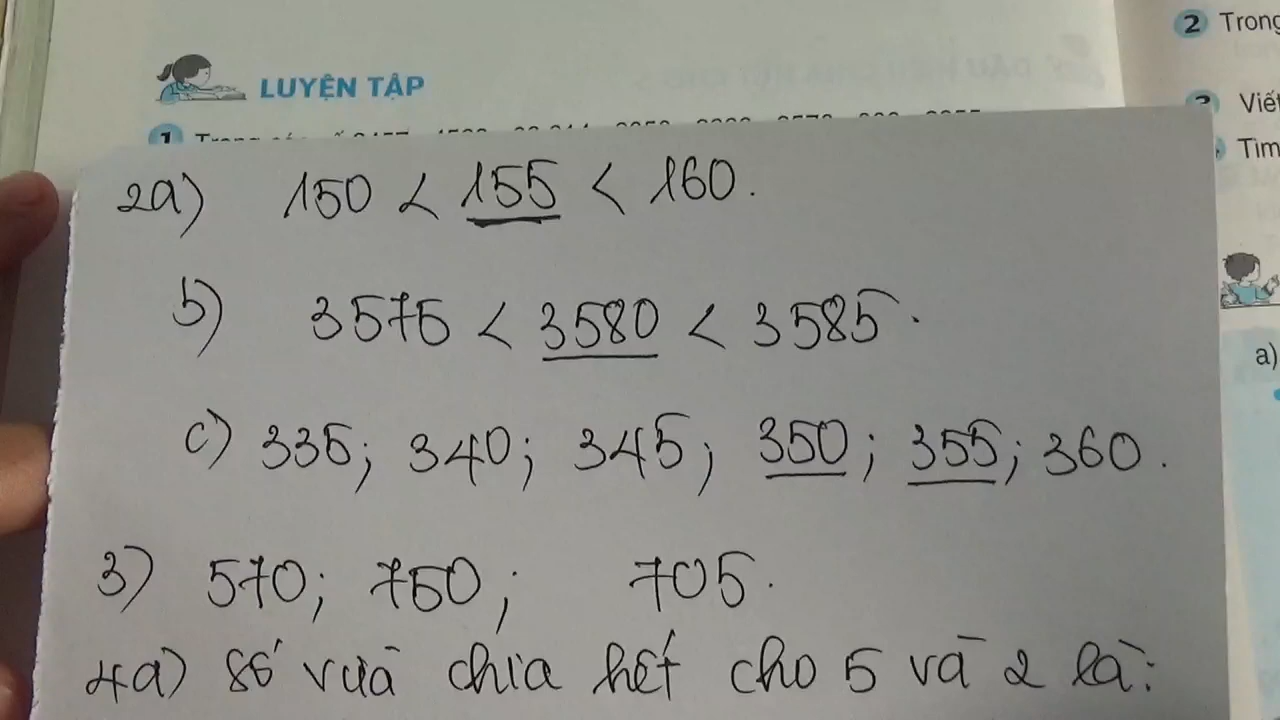 LUYỆN TẬP
1
2a) 150 < 155 < 160.
b) 3575 < 3580 < 3585.
c) 335; 340; 345; 350; 355; 360.
3) 570; 750; 705.
4a) Số vừa chia hết cho 5 và 2 là:
2 Trong
Viết
Tìm
a)